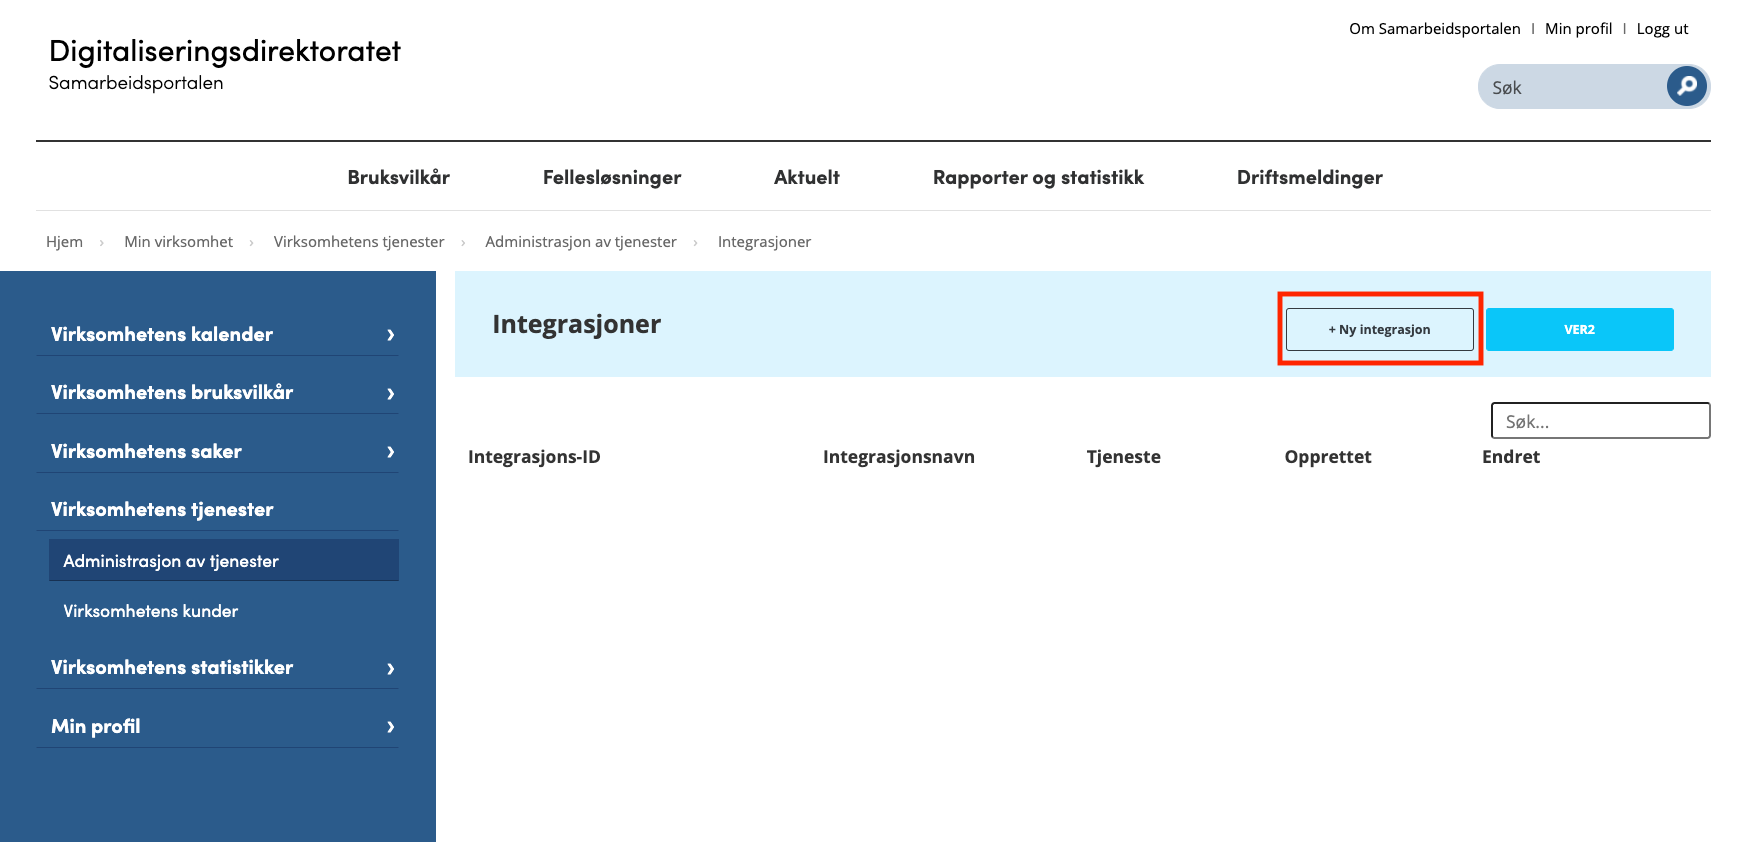 Om Samarbeidsportalen | Min profil | Logg ut
Digitaliseringsdirektoratet
Samarbeidsportalen
Søk
Bruksvilkår Fellesløsninger Aktuelt Rapporter og statistikk Driftsmeldinger
Hjem › Min virksomhet › Virksomhetens tjenester › Administrasjon av tjenester › Integrasjoner
Virksomhetens kalender
Virksomhetens bruksvilkår
Virksomhetens saker
Virksomhetens tjenester
Administrasjon av tjenester
Virksomhetens kunder
Virksomhetens statistikker
Min profil
Integrasjoner
+ Ny integrasjon
VER2
Søk...
Integrasjons-ID Integrasjonsnavn Tjeneste Opprettet Endret